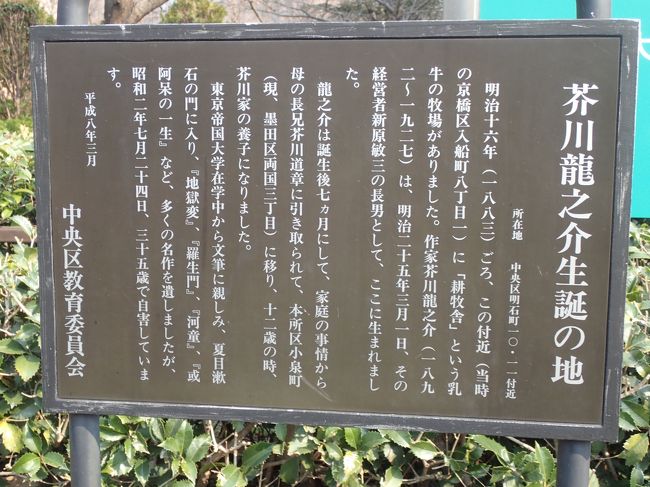 芥川龍之介生誕の地
所在地　中央区明石町一〇・一一付近
明治十六年（一八八三）ごろ、この付近（当時
の京橋区入船町八丁目一）に「耕牧舎」という乳
牛の牧場がありました。作家芥川龍之介（一八九
二〜一九二七）は、明治二十五年三月一日、その
経営者新原敏三の長男として、ここに生まれまし
た。
龍之介は誕生後七ヵ月にして、家庭の事情から
母の長兄芥川道章に引き取られて、本所区小泉町
（現、墨田区両国三丁目）に移り、十二歳の時、
芥川家の養子になりました。
東京帝国大学在学中から文筆に親しみ、夏目漱
石の門に入り、『地獄変』、『羅生門』、『河童』、『或
阿呆の一生』など、多くの名作を遺しましたが、
昭和二年七月二十四日、三十五歳で自害していま
す。
平成八年三月
中央区教育委員会